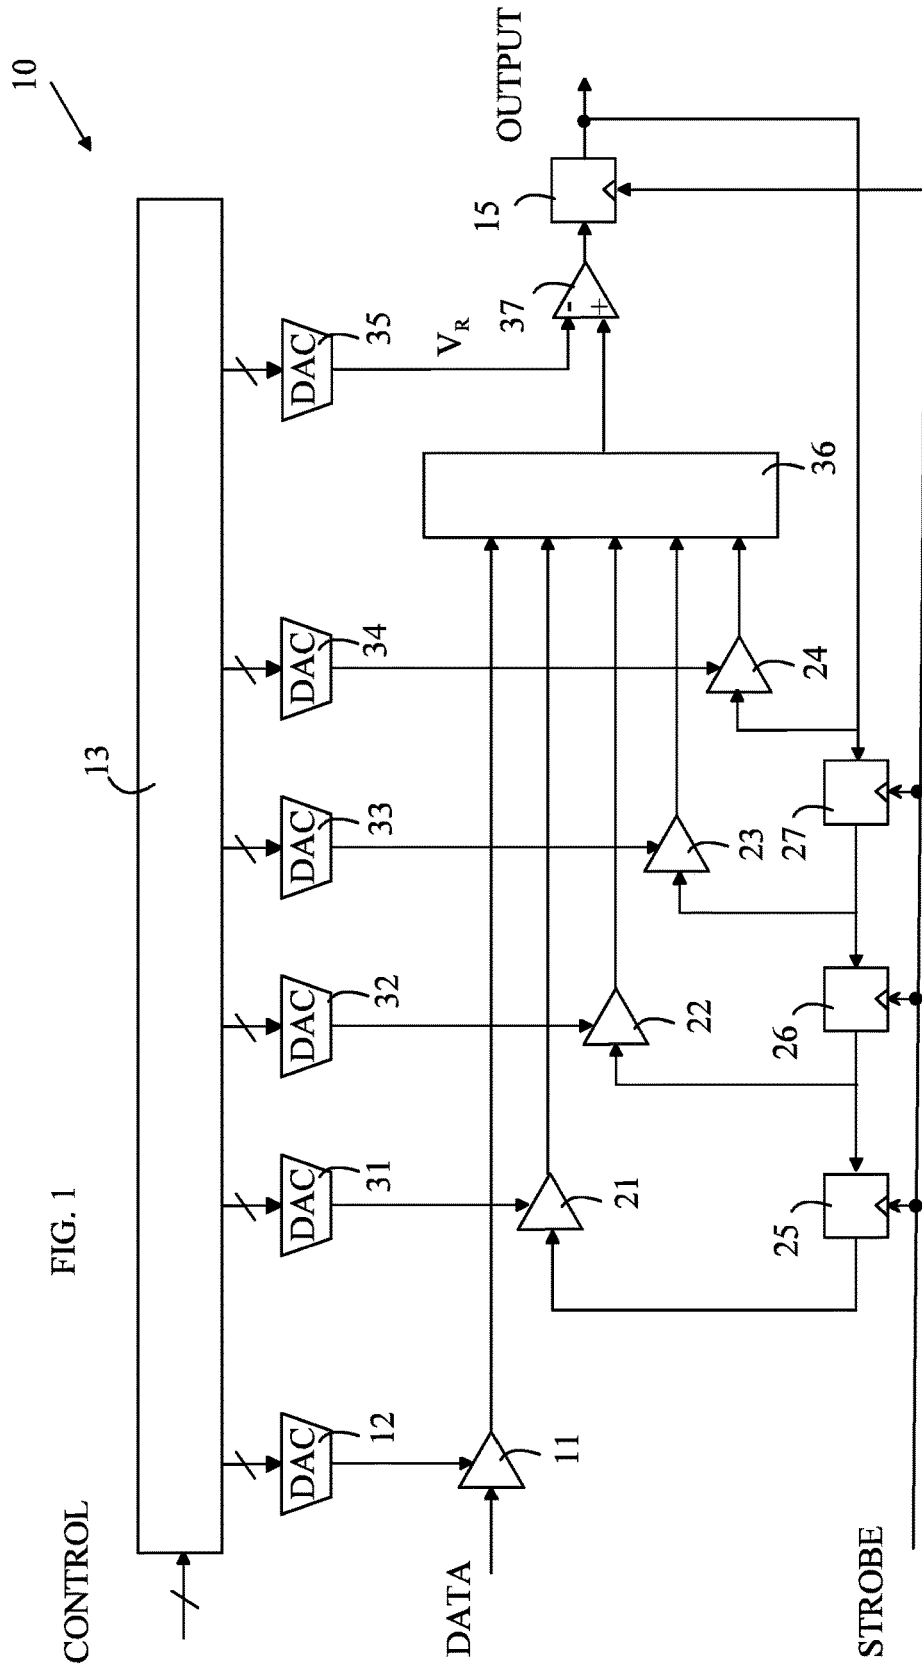 FIG. 1
10
CONTROL
13
DAC
12
DAC
31
DAC
32
DAC
33
DAC
34
DAC
35
V_R
DATA
11
21
22
23
24
36
37
- 
+
15
OUTPUT
25
26
27
STROBE